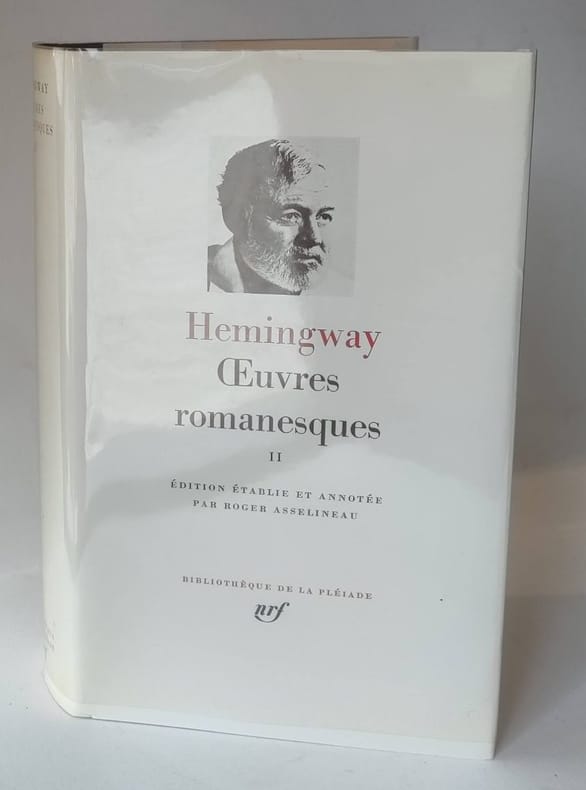 Hemingway
Œuvres
romanesques
II
ÉDITION ÉTABLIE ET ANNOTÉE
PAR ROGER ASSELINEAU
BIBLIOTHÈQUE DE LA PLÉIADE
nrf